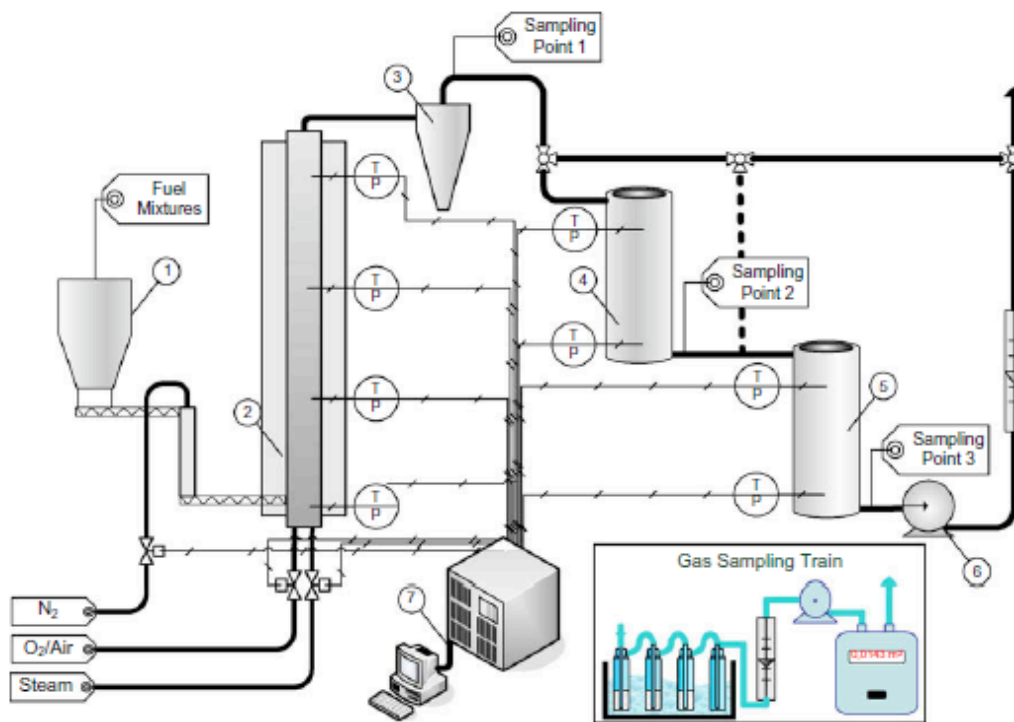 Sampling
Point 1
3
Fuel
Mixtures
1
T
P
T
P
4
Sampling
Point 2
T
P
T
P
T
P
T
P
2
5
T
P
Sampling
Point 3
T
P
T
P
6
Gas Sampling Train
7
N2
O2/Air
Steam